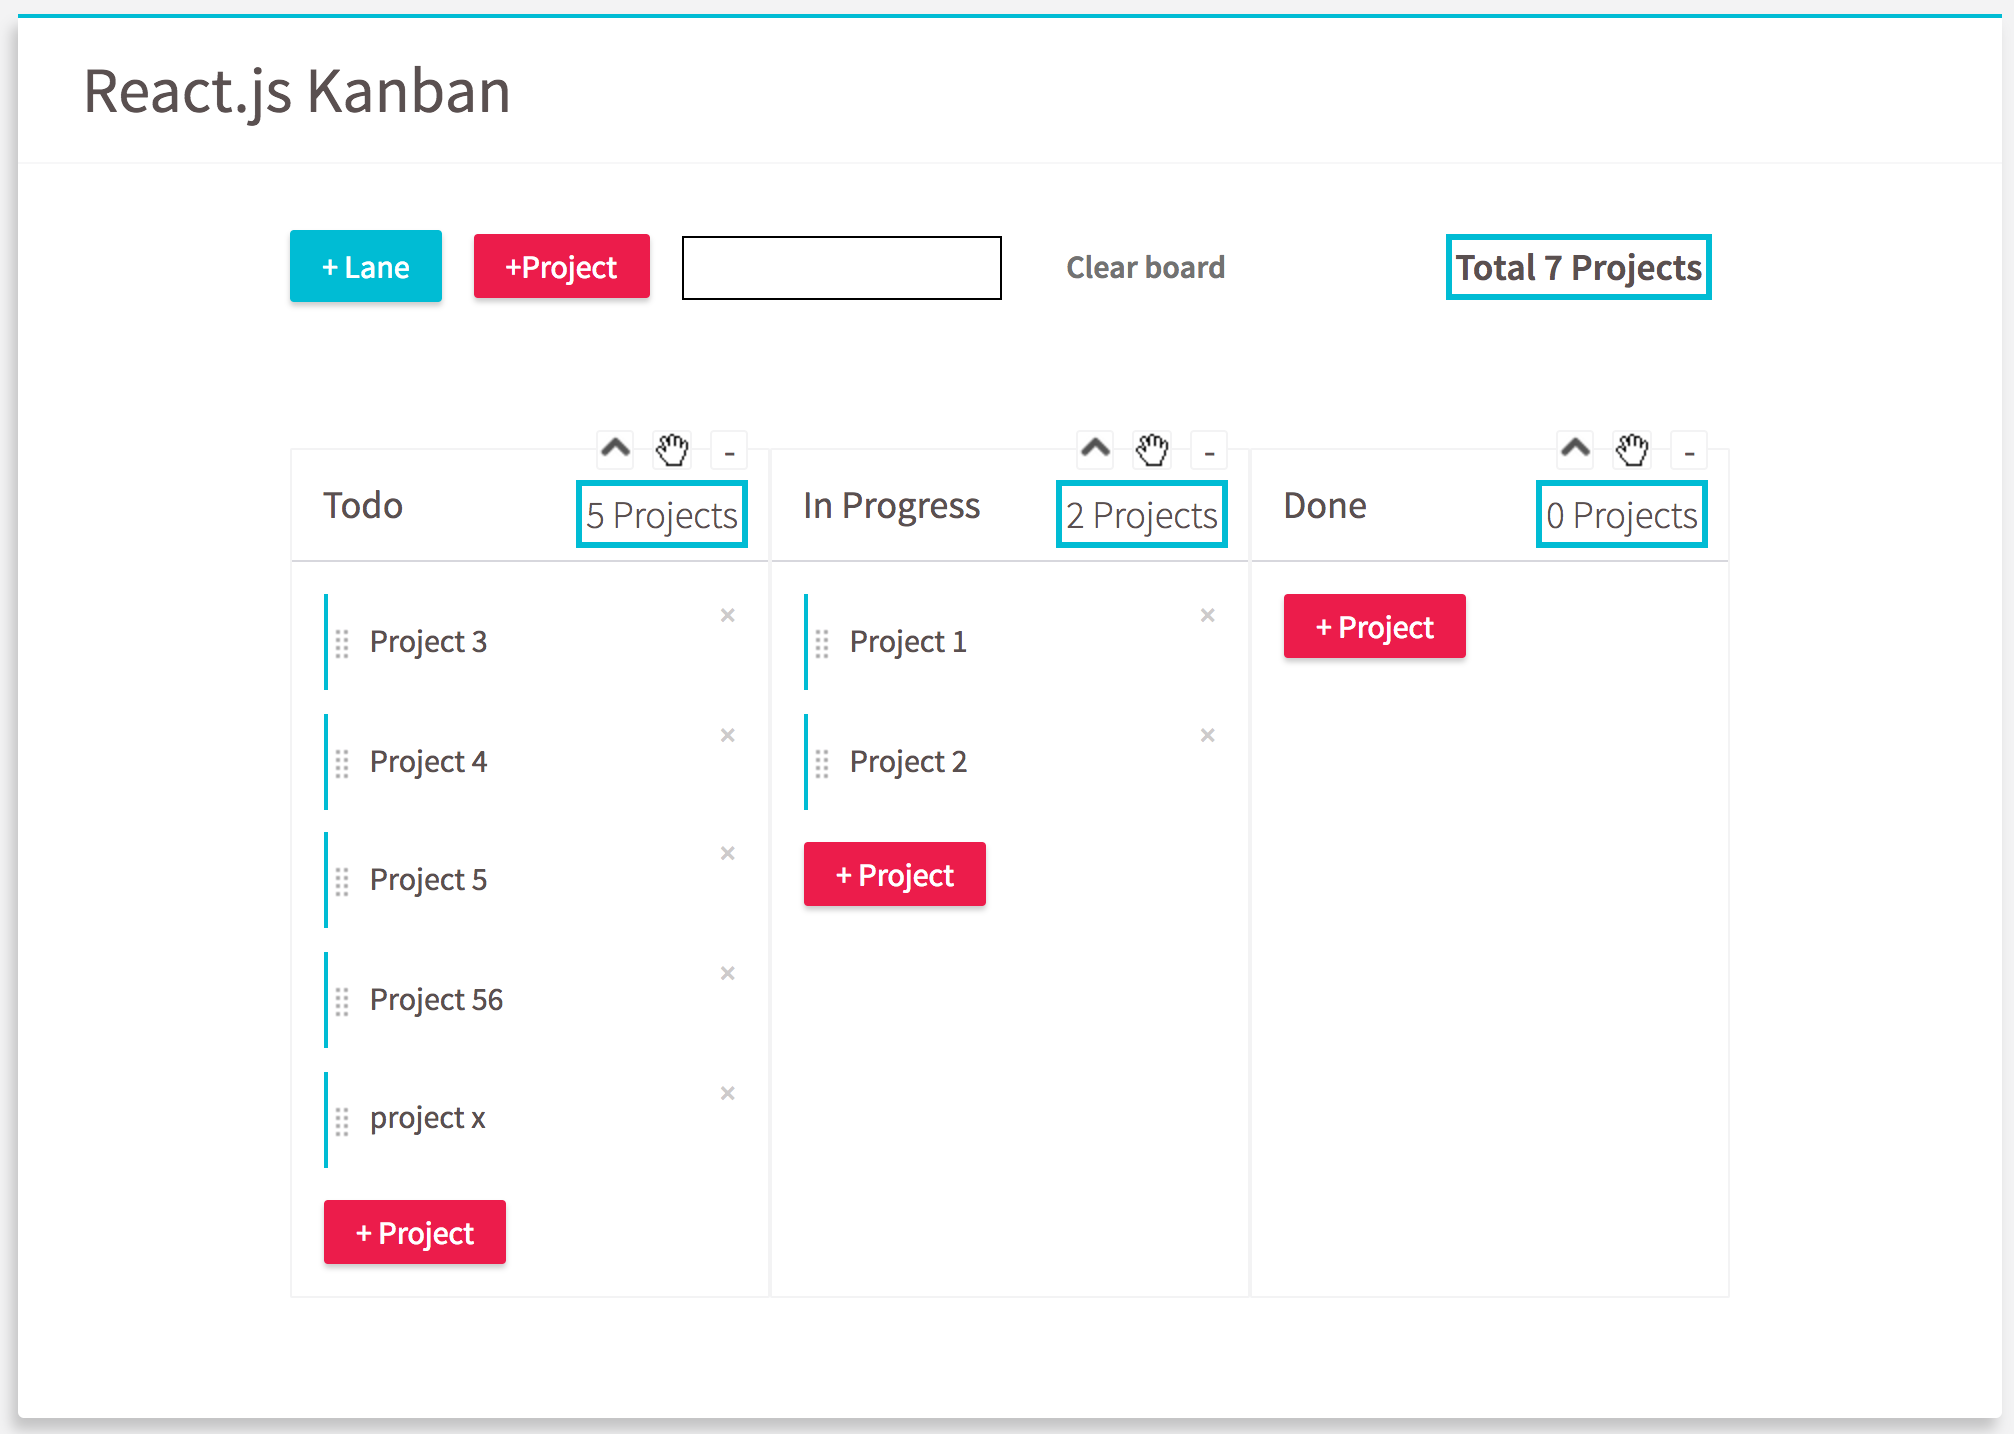 React.js Kanban
+ Lane
+Project
Clear board
Total 7 Projects
-
-
-
Todo
5 Projects
In Progress
2 Projects
Done
0 Projects
Project 3
×
Project 4
×
Project 5
×
Project 56
×
project x
×
+ Project
Project 1
×
Project 2
×
+ Project
+ Project